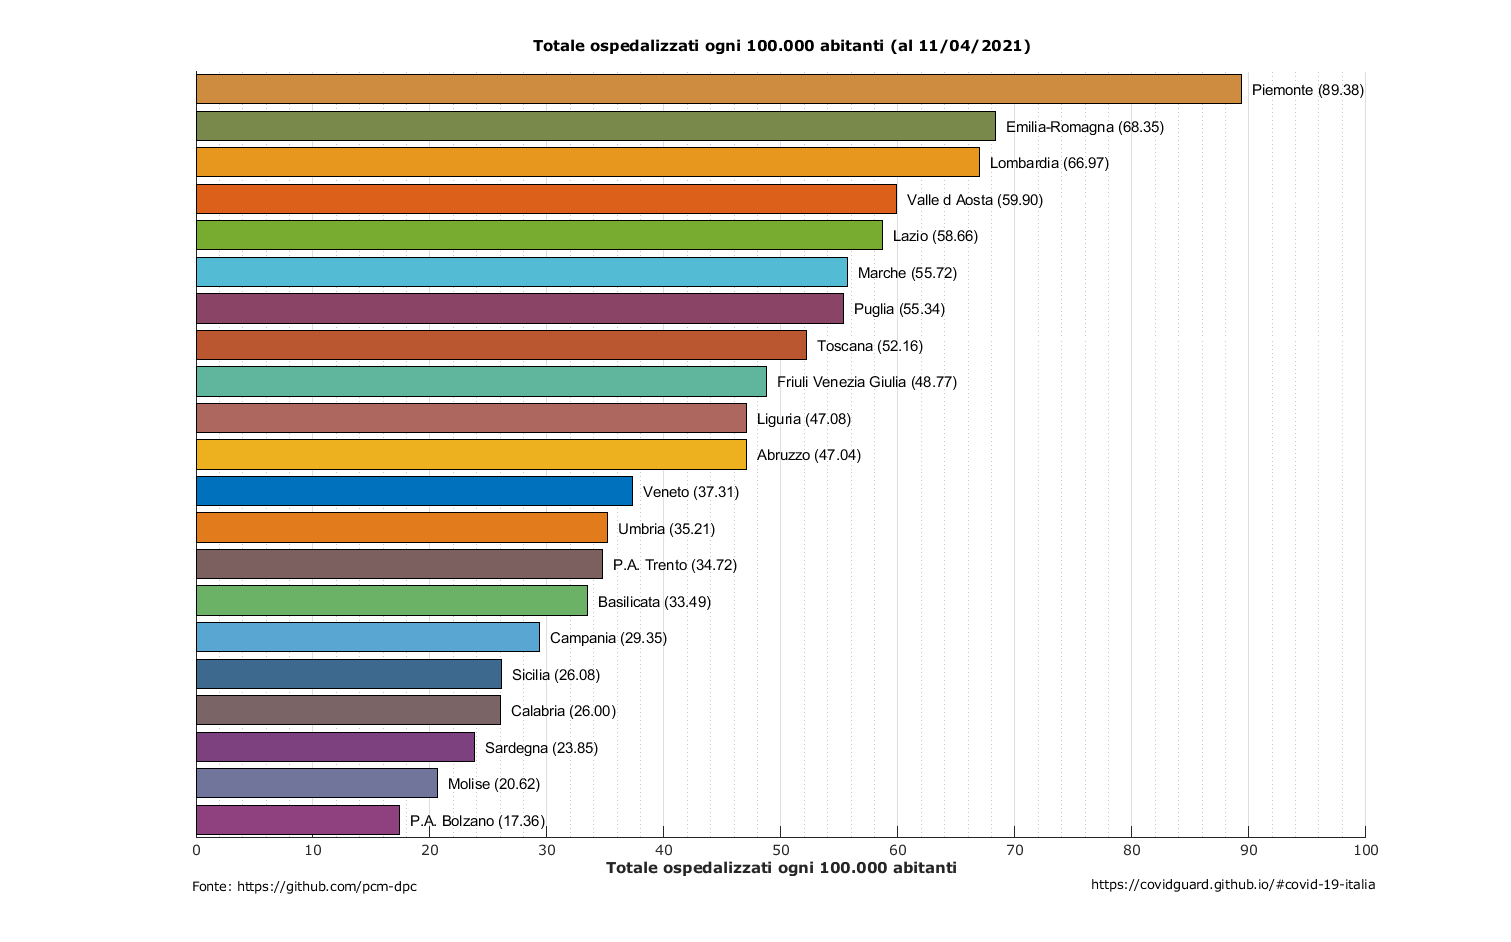 Totale ospedalizzati ogni 100.000 abitanti (al 11/04/2021)
Piemonte (89.38)
Emilia-Romagna (68.35)
Lombardia (66.97)
Valle d Aosta (59.90)
Lazio (58.66)
Marche (55.72)
Puglia (55.34)
Toscana (52.16)
Friuli Venezia Giulia (48.77)
Liguria (47.08)
Abruzzo (47.04)
Veneto (37.31)
Umbria (35.21)
P.A. Trento (34.72)
Basilicata (33.49)
Campania (29.35)
Sicilia (26.08)
Calabria (26.00)
Sardegna (23.85)
Molise (20.62)
P.A. Bolzano (17.36)
0 10 20 30 40 50 60 70 80 90 100
Totale ospedalizzati ogni 100.000 abitanti
Fonte: https://github.com/pcm-dpc
https://covidguard.github.io/#covid-19-italia